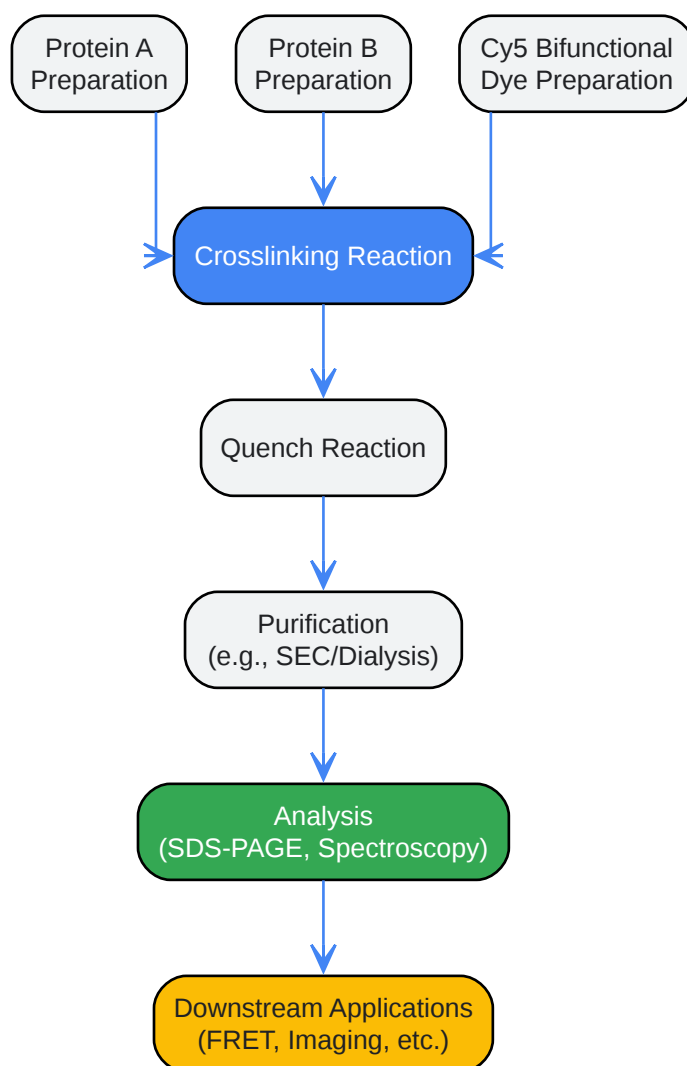 Protein A
Preparation
Protein B
Preparation
Cy5 Bifunctional
Dye Preparation
Crosslinking Reaction
Quench Reaction
Purification
(e.g., SEC/Dialysis)
Analysis
(SDS-PAGE, Spectroscopy)
Downstream Applications
(FRET, Imaging, etc.)